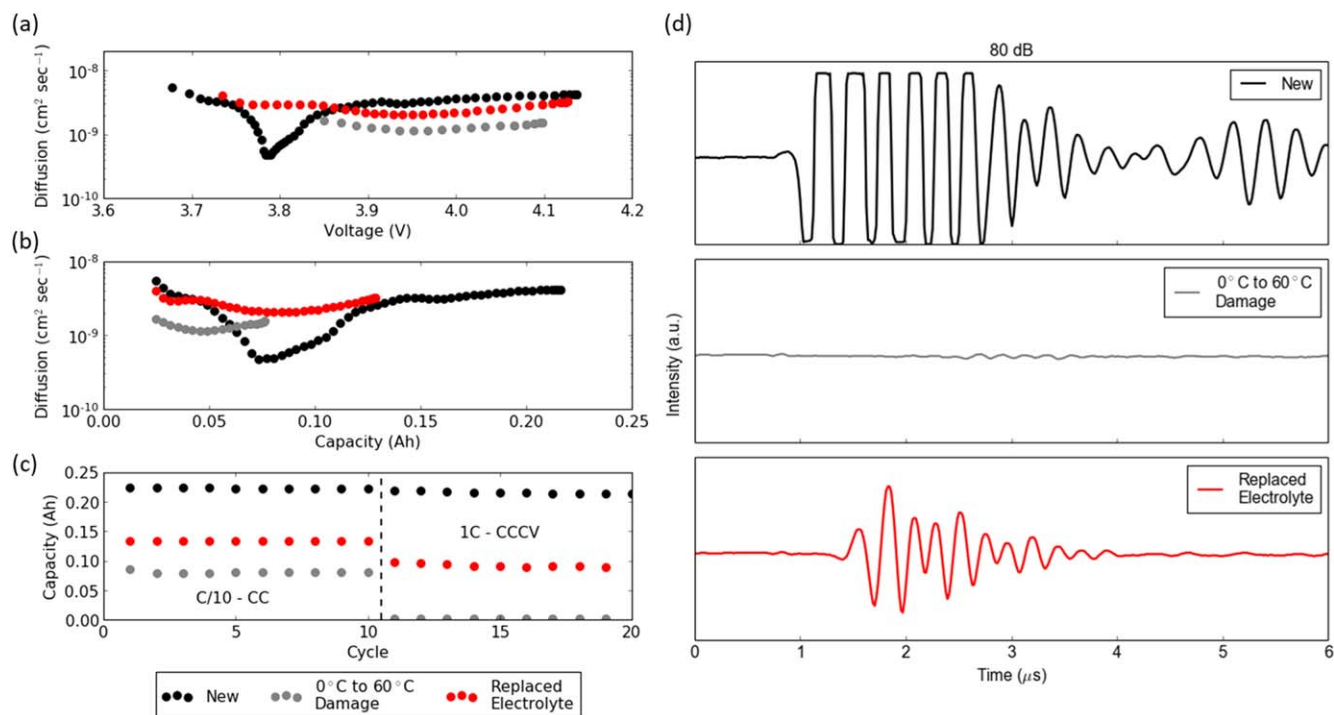 (a)
10⁻⁸
10⁻⁹
10⁻¹⁰
Diffusion (cm² sec⁻¹)
3.6 3.7 3.8 3.9 4.0 4.1 4.2
Voltage (V)
(b)
10⁻⁸
10⁻⁹
10⁻¹⁰
Diffusion (cm² sec⁻¹)
0.00 0.05 0.10 0.15 0.20 0.25
Capacity (Ah)
(c)
0.25
0.20
0.15
0.10
0.05
0.00
Capacity (Ah)
1C - CCCV
C/10 - CC
0 5 10 15 20
Cycle
New
0°C to 60°C
Damage
Replaced
Electrolyte
(d)
80 dB
New
0°C to 60°C
Damage
Intensity (a.u.)
Replaced
Electrolyte
0 1 2 3 4 5 6
Time (μs)